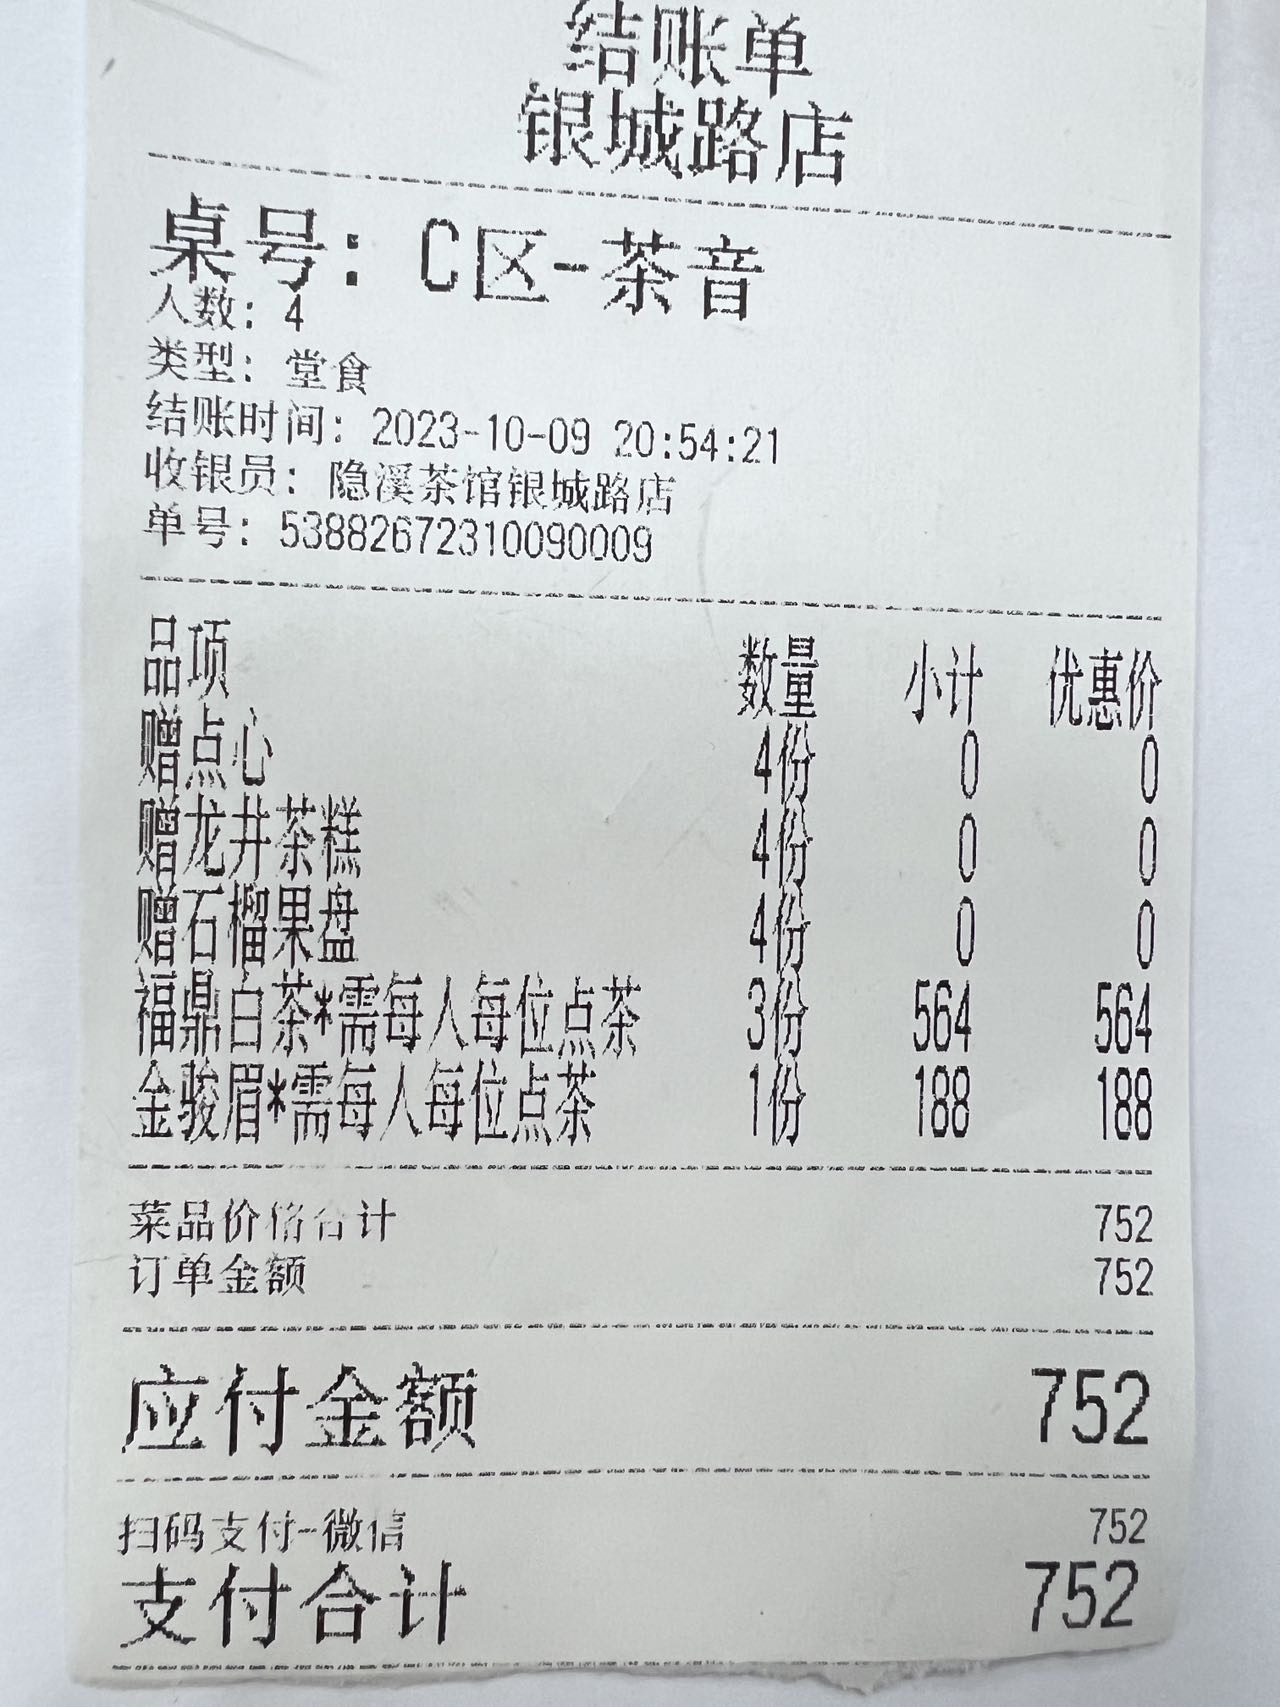 结账单
银城路店
桌号: C区-茶音
人数: 4
类型: 堂食
结账时间: 2023-10-09 20:54:21
收银员: 隐溪茶馆银城路店
单号: 53882672310090009
品项 数量 小计 优惠价
赠点心 4份 0 0
赠龙井茶糕 4份 0 0
赠石榴果盘 4份 0 0
福鼎白茶*需每人每位点茶 3份 564 564
金骏眉*需每人每位点茶 1份 188 188
菜品价格合计 752
订单金额 752
应付金额 752
扫码支付-微信 752
支付合计 752